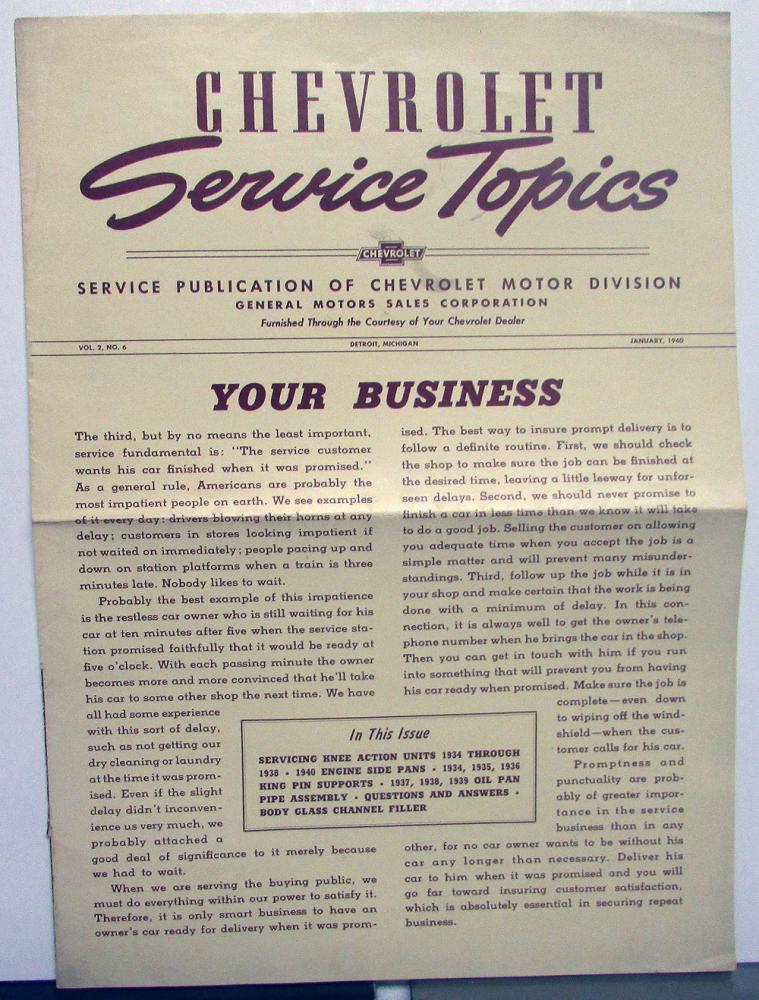 CHEVROLET
Service Topics
CHEVROLET
SERVICE PUBLICATION OF CHEVROLET MOTOR DIVISION
GENERAL MOTORS SALES CORPORATION
Furnished Through the Courtesy of Your Chevrolet Dealer
VOL. 2, NO. 6
DETROIT, MICHIGAN
JANUARY, 1940
YOUR BUSINESS
The third, but by no means the least important,
service fundamental is: "The service customer
wants his car finished when it was promised."
As a general rule, Americans are probably the
most impatient people on earth. We see examples
of it every day: drivers blowing their horns at any
delay; customers in stores looking impatient if
not waited on immediately; people pacing up and
down on station platforms when a train is three
minutes late. Nobody likes to wait.
Probably the best example of this impatience
is the restless car owner who is still waiting for his
car at ten minutes after five when the service sta-
tion promised faithfully that it would be ready at
five o'clock. With each passing minute the owner
becomes more and more convinced that he'll take
his car to some other shop the next time. We have
all had some experience
with this sort of delay,
such as not getting our
dry cleaning or laundry
at the time it was prom-
ised. Even if the slight
delay didn't inconven-
ience us very much, we
probably attached a
good deal of significance to it merely because
we had to wait.
When we are serving the buying public, we
must do everything within our power to satisfy it.
Therefore, it is only smart business to have an
owner's car ready for delivery when it was prom-
ised. The best way to insure prompt delivery is to
follow a definite routine. First, we should check
the shop to make sure the job can be finished at
the desired time, leaving a little leeway for unfor-
seen delays. Second, we should never promise to
finish a car in less time than we know it will take
to do a good job. Selling the customer on allowing
you adequate time when you accept the job is a
simple matter and will prevent many misunder-
standings. Third, follow up the job while it is in
your shop and make certain that the work is being
done with a minimum of delay. In this con-
nection, it is always well to get the owner's tele-
phone number when he brings the car in the shop.
Then you can get in touch with him if you run
into something that will prevent you from having
his car ready when promised. Make sure the job is
complete—even down
to wiping off the wind-
shield—when the cus-
tomer calls for his car.
Promptness and
punctuality are prob-
ably of greater impor-
tance in the service
business than in any
other, for no car owner wants to be without his
car any longer than necessary. Deliver his
car to him when it was promised and you will
go far toward insuring customer satisfaction,
which is absolutely essential in securing repeat
business.
In This Issue
SERVICING KNEE ACTION UNITS 1934 THROUGH
1938 • 1940 ENGINE SIDE PANS • 1934, 1935, 1936
KING PIN SUPPORTS • 1937, 1938, 1939 OIL PAN
PIPE ASSEMBLY • QUESTIONS AND ANSWERS •
BODY GLASS CHANNEL FILLER